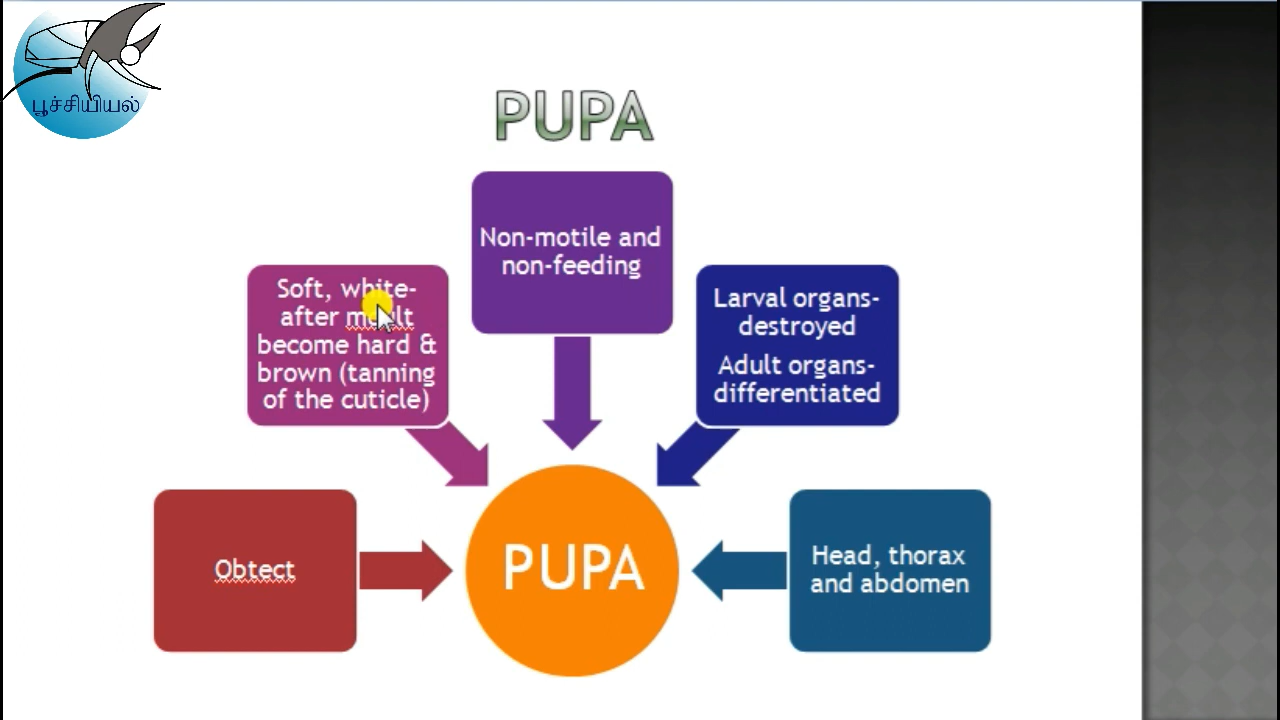 பூச்சியியல்
PUPA
Non-motile and
non-feeding
Soft, white-
after moult
become hard &
brown (tanning
of the cuticle)
Larval organs-
destroyed
Adult organs-
differentiated
Obtect
PUPA
Head, thorax
and abdomen